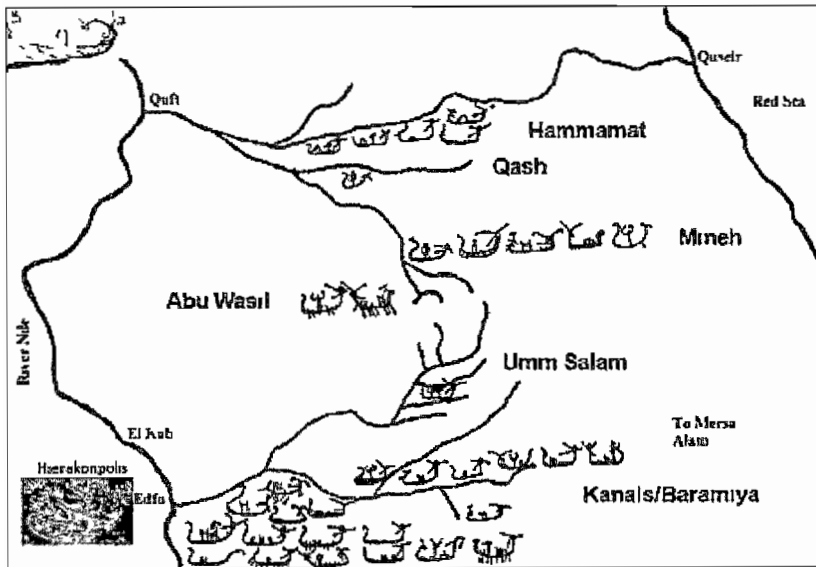 Quseir
Quft
Red Sea
Hammamat
Qash
Mineh
Abu Wasil
River Nile
Umm Salam
El Kab
To Mersa
Alam
Hierakonpolis
Edfu
Kanais/Baramiya